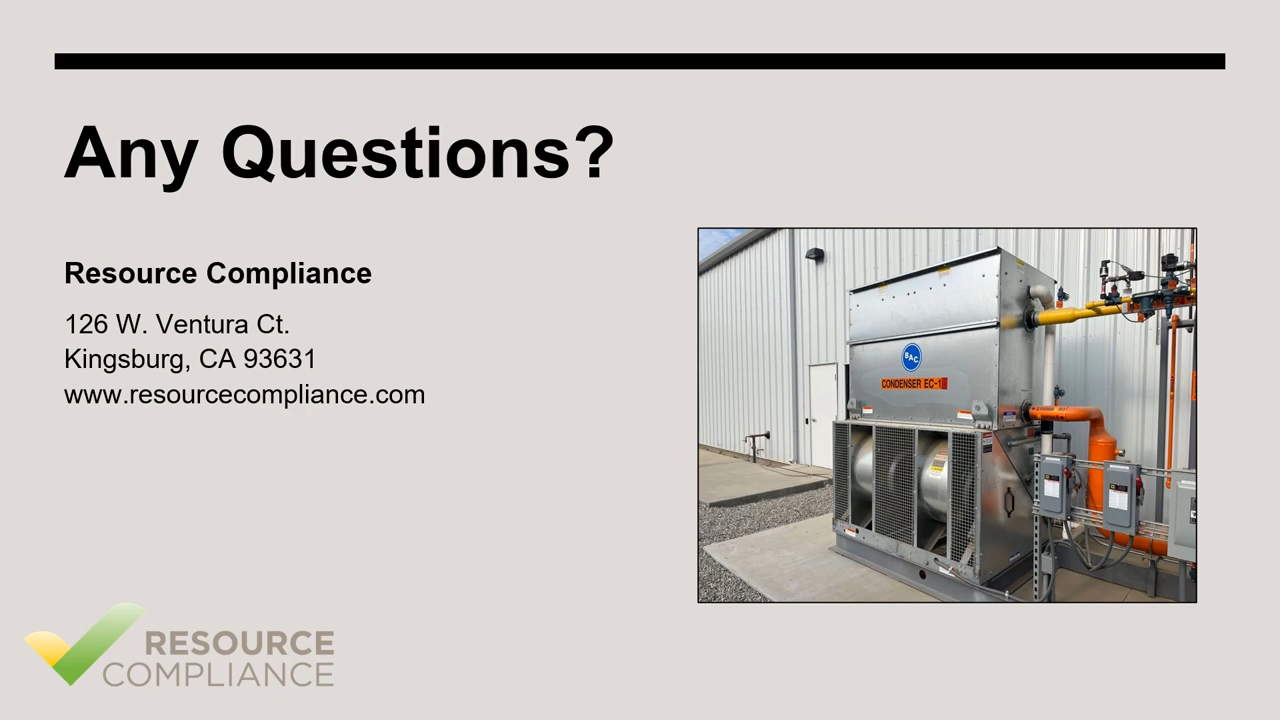 Any Questions?
Resource Compliance
126 W. Ventura Ct.
Kingsburg, CA 93631
www.resourcecompliance.com
BAC
CONDENSER EC-1
RESOURCE
COMPLIANCE